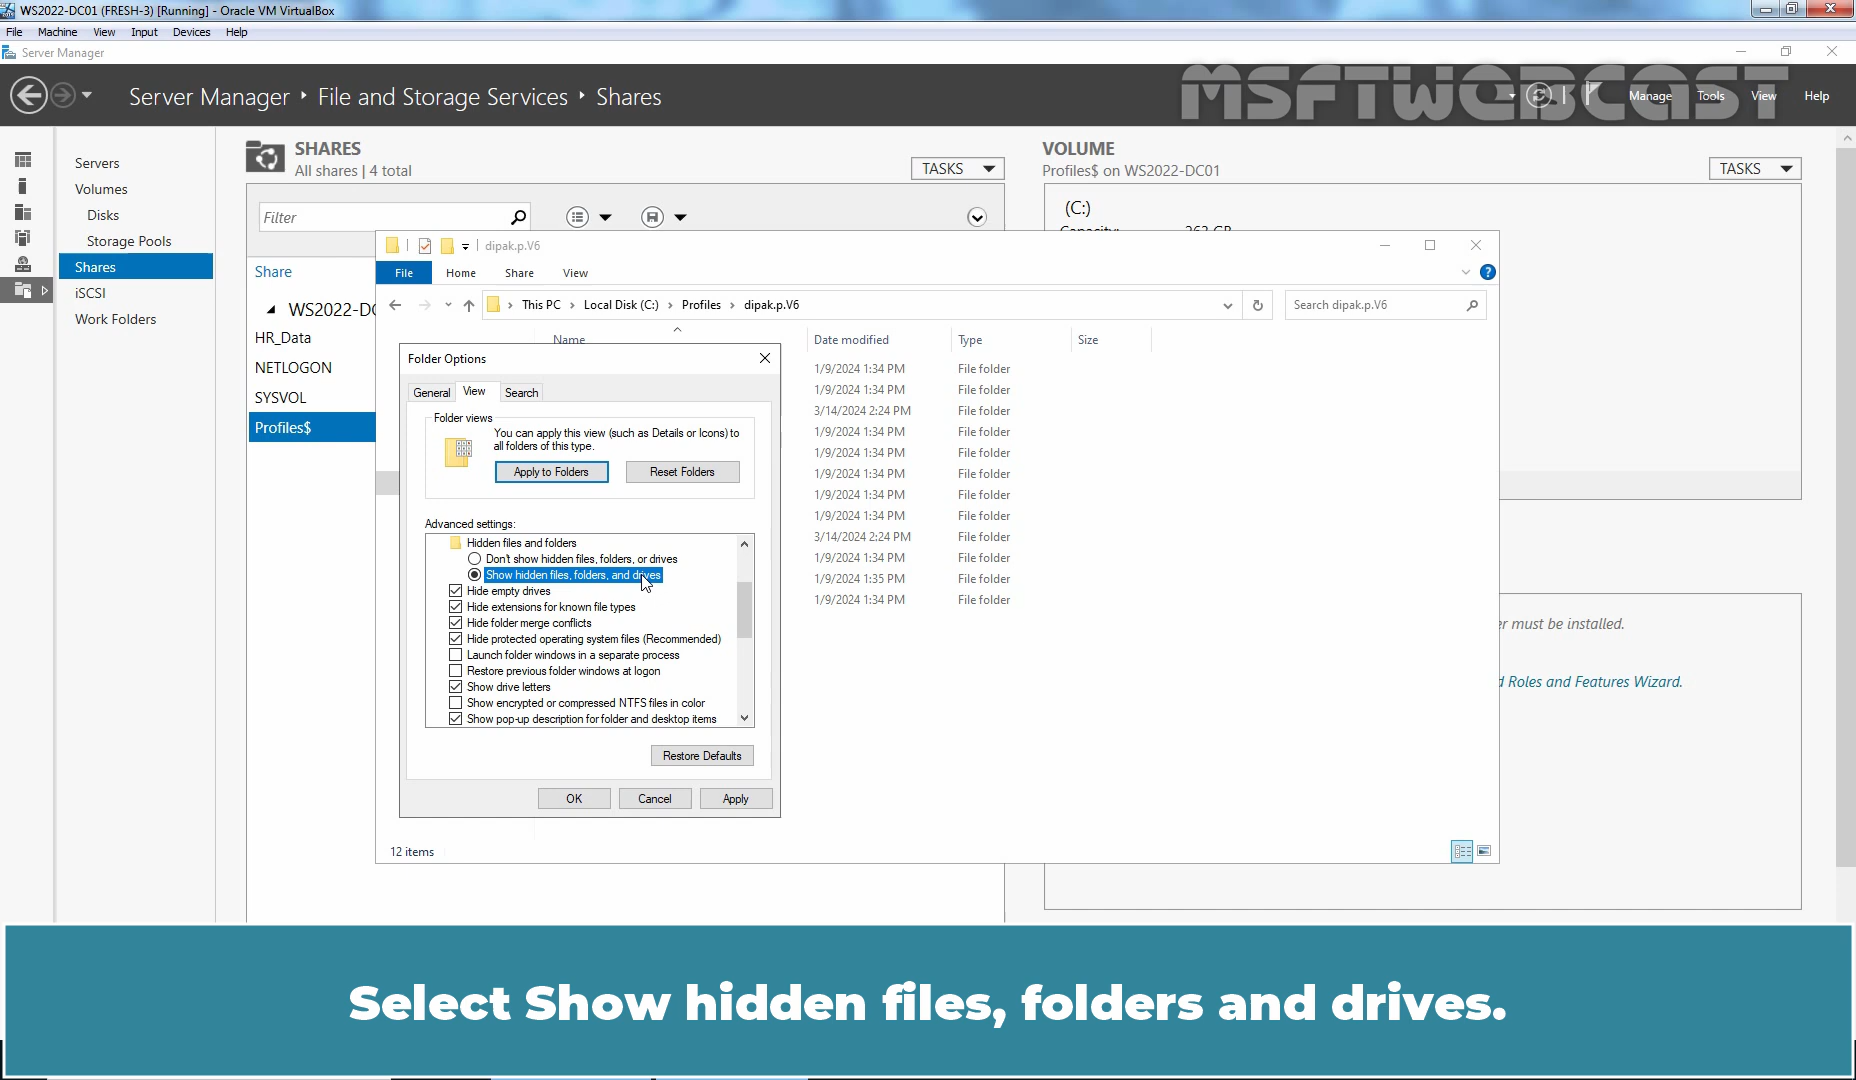 WS2022-DC01 (FRESH-3) [Running] - Oracle VM VirtualBox
File Machine View Input Devices Help
Server Manager
Server Manager File and Storage Services Shares
MSFTWEBCAST
Manage Tools View Help
Servers
Volumes
Disks
Storage Pools
Shares
iSCSI
Work Folders
SHARES
All shares | 4 total
TASKS
Filter
Share
WS2022-DC
HR_Data
NETLOGON
SYSVOL
Profiles$
VOLUME
Profiles$ on WS2022-DC01
TASKS
(C:)
Capacity:
r must be installed.
d Roles and Features Wizard.
dipak.p.V6
File Home Share View
This PC Local Disk (C:) Profiles dipak.p.V6
Search dipak.p.V6
Name Date modified Type Size
1/9/2024 1:34 PM File folder
1/9/2024 1:34 PM File folder
3/14/2024 2:24 PM File folder
1/9/2024 1:34 PM File folder
1/9/2024 1:34 PM File folder
1/9/2024 1:34 PM File folder
1/9/2024 1:34 PM File folder
1/9/2024 1:34 PM File folder
3/14/2024 2:24 PM File folder
1/9/2024 1:34 PM File folder
1/9/2024 1:35 PM File folder
1/9/2024 1:34 PM File folder
12 items
Folder Options
General View Search
Folder views
You can apply this view (such as Details or Icons) to
all folders of this type.
Apply to Folders Reset Folders
Advanced settings:
Hidden files and folders
Don't show hidden files, folders, or drives
Show hidden files, folders, and drives
Hide empty drives
Hide extensions for known file types
Hide folder merge conflicts
Hide protected operating system files (Recommended)
Launch folder windows in a separate process
Restore previous folder windows at logon
Show drive letters
Show encrypted or compressed NTFS files in color
Show pop-up description for folder and desktop items
Restore Defaults
OK Cancel Apply
Select Show hidden files, folders and drives.